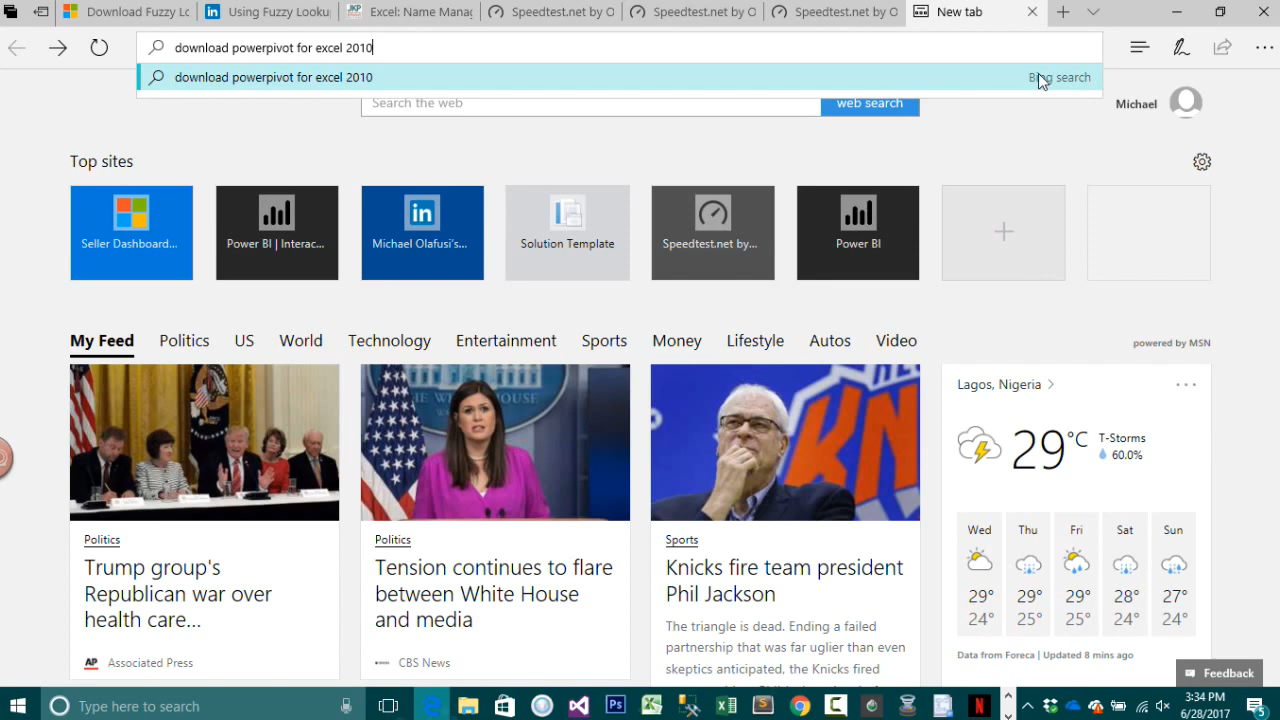 Download Fuzzy Lo
Using Fuzzy Looku
Excel: Name Manag
Speedtest.net by O
Speedtest.net by O
Speedtest.net by O
New tab
download powerpivot for excel 2010
download powerpivot for excel 2010
search
Search the web
web search
Michael
Top sites
Seller Dashboard...
Power BI | Interac...
Michael Olafusi's...
Solution Template
Speedtest.net by...
Power BI
My Feed Politics US World Technology Entertainment Sports Money Lifestyle Autos Video
powered by MSN
Politics
Trump group's
Republican war over
health care...
AP Associated Press
Politics
Tension continues to flare
between White House
and media
CBS News
Sports
Knicks fire team president
Phil Jackson
The triangle is dead. Ending a failed
partnership that was far uglier than even
skeptics anticipated, the Knicks fired
Lagos, Nigeria
29 °C
T-Storms
60.0%
Wed Thu Fri Sat Sun
29° 29° 29° 28° 27°
24° 25° 25° 24° 24°
Data from Foreca | Updated 8 mins ago
Feedback
Type here to search
3:34 PM
6/28/2017
5